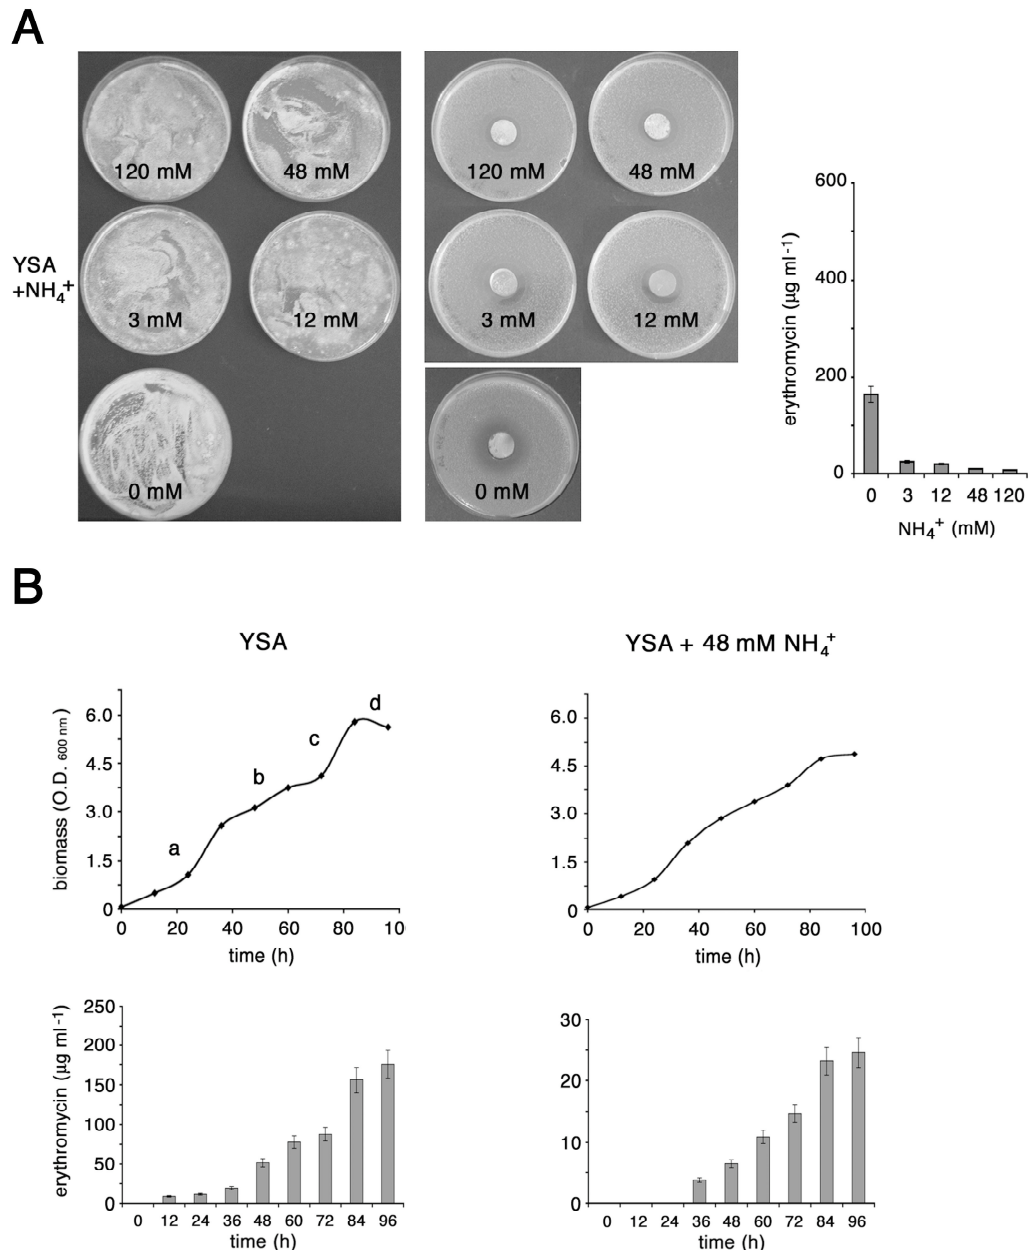 A
120 mM
48 mM
YSA
+NH₄⁺
3 mM
12 mM
0 mM
120 mM
48 mM
3 mM
12 mM
0 mM
erythromycin (µg ml⁻¹)
600
400
200
0
0 3 12 48 120
NH₄⁺ (mM)
B
YSA
biomass (O.D. 600 nm)
6.0
4.5
3.0
1.5
0
a
b
c
d
0 20 40 60 80 10
time (h)
YSA + 48 mM NH₄⁺
6.0
4.5
3.0
1.5
0
0 20 40 60 80 100
time (h)
erythromycin (µg ml⁻¹)
250
200
150
100
50
0
0 12 24 36 48 60 72 84 96
time (h)
30
20
10
0
0 12 24 36 48 60 72 84 96
time (h)